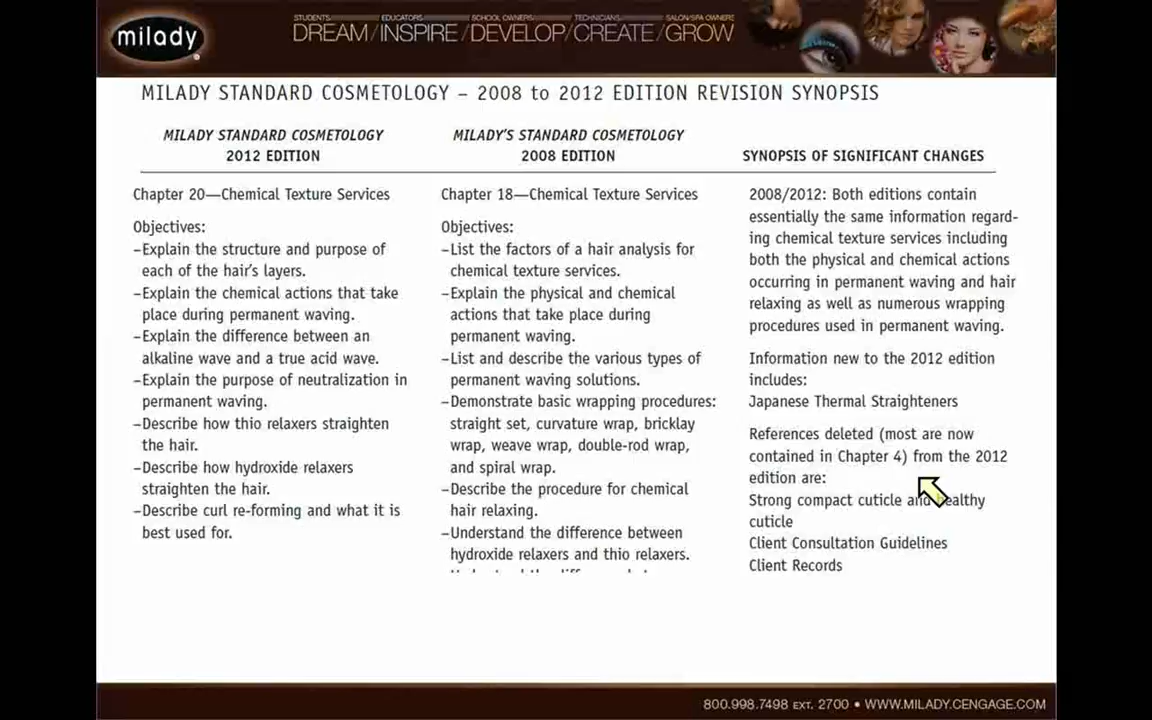 milady
STUDENTS EDUCATORS SCHOOL OWNERS TECHNICIANS SALON/SPA OWNERS
DREAM/INSPIRE/DEVELOP/CREATE/GROW
MILADY STANDARD COSMETOLOGY – 2008 to 2012 EDITION REVISION SYNOPSIS
MILADY STANDARD COSMETOLOGY
2012 EDITION
Chapter 20—Chemical Texture Services
Objectives:
–Explain the structure and purpose of
each of the hair’s layers.
–Explain the chemical actions that take
place during permanent waving.
–Explain the difference between an
alkaline wave and a true acid wave.
–Explain the purpose of neutralization in
permanent waving.
–Describe how thio relaxers straighten
the hair.
–Describe how hydroxide relaxers
straighten the hair.
–Describe curl re-forming and what it is
best used for.
MILADY'S STANDARD COSMETOLOGY
2008 EDITION
Chapter 18—Chemical Texture Services
Objectives:
–List the factors of a hair analysis for
chemical texture services.
–Explain the physical and chemical
actions that take place during
permanent waving.
–List and describe the various types of
permanent waving solutions.
–Demonstrate basic wrapping procedures:
straight set, curvature wrap, bricklay
wrap, weave wrap, double-rod wrap,
and spiral wrap.
–Describe the procedure for chemical
hair relaxing.
–Understand the difference between
hydroxide relaxers and thio relaxers.
SYNOPSIS OF SIGNIFICANT CHANGES
2008/2012: Both editions contain
essentially the same information regard-
ing chemical texture services including
both the physical and chemical actions
occurring in permanent waving and hair
relaxing as well as numerous wrapping
procedures used in permanent waving.
Information new to the 2012 edition
includes:
Japanese Thermal Straighteners
References deleted (most are now
contained in Chapter 4) from the 2012
edition are:
Strong compact cuticle and healthy
cuticle
Client Consultation Guidelines
Client Records
800.998.7498 EXT. 2700 • WWW.MILADY.CENGAGE.COM